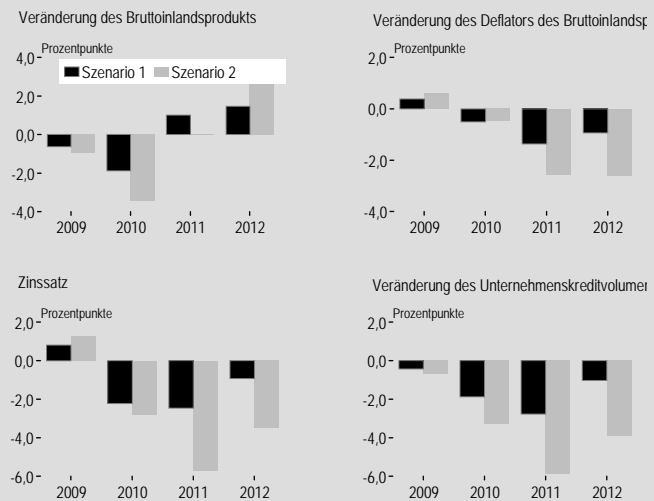 Veränderung des Bruttoinlandsprodukts
Prozentpunkte
4,0
Szenario 1 Szenario 2
2,0
0,0
-2,0
-4,0
2009 2010 2011 2012
Veränderung des Deflators des
Prozentpunkte
2,0
0,0
-2,0
-4,0
2009 2010 2011 2012
Zinssatz
Prozentpunkte
2,0
0,0
-2,0
-4,0
-6,0
2009 2010 2011 2012
Veränderung des
Prozentpunkte
2,0
0,0
-2,0
-4,0
-6,0
2009 2010 2011 2012